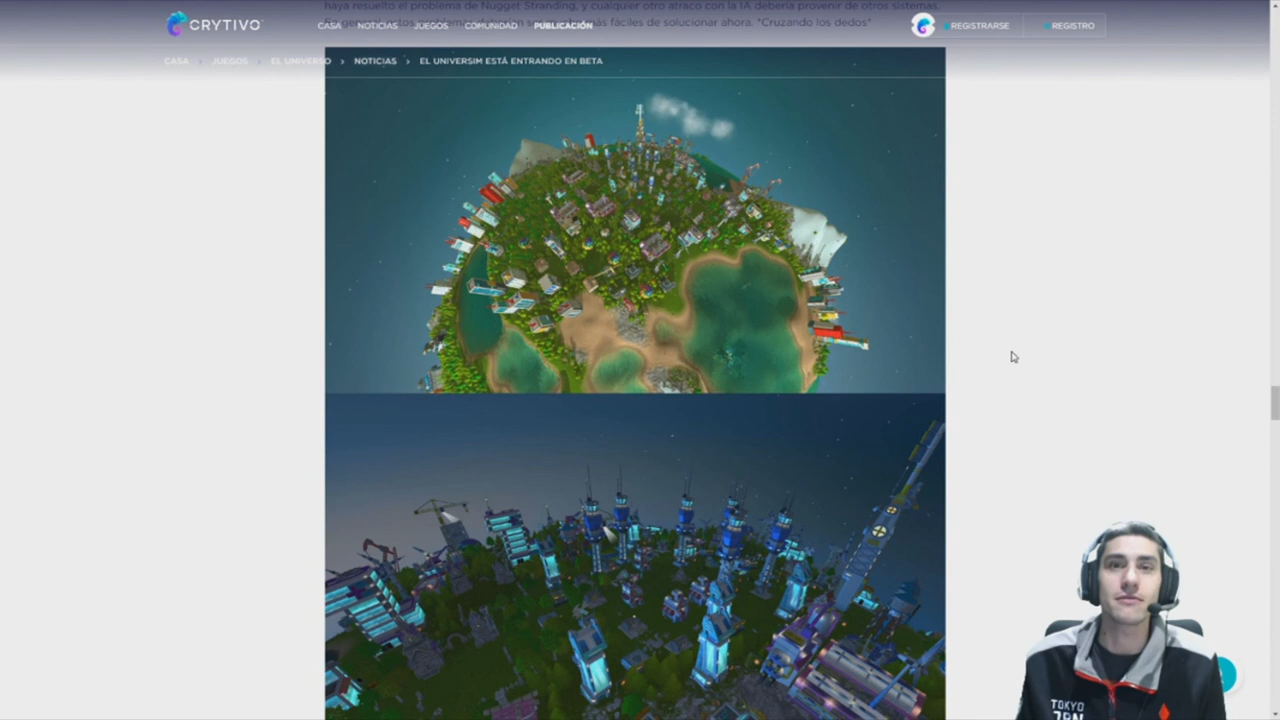 haya resuelto el problema de Nugget Stranding, y cualquier otro atraco con la IA debería provenir de otros sistemas.
más fáciles de solucionar ahora. "Cruzando los dedos"
CRYTIVO CASA NOTICIAS JUEGOS COMUNIDAD PUBLICACIÓN REGISTRARSE REGISTRO
CASA > JUEGOS > EL UNIVERSO > NOTICIAS > EL UNIVERSIM ESTÁ ENTRANDO EN BETA
TOKYO